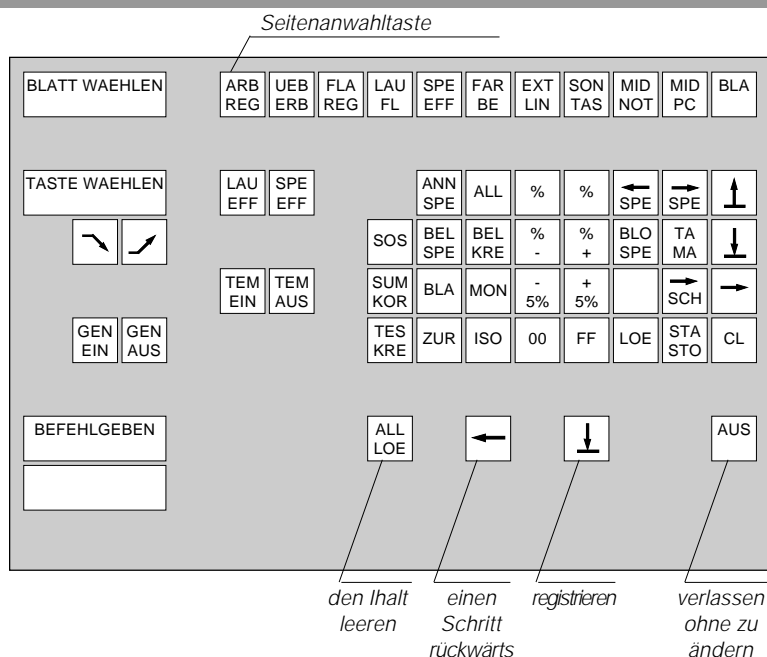 Seitenanwahltaste
BLATT WAEHLEN ARB UEB FLA LAU SPE FAR EXT SON MID MID BLA
REG ERB REG FL EFF BE LIN TAS NOT PC
TASTE WAEHLEN LAU SPE ANN ALL % %
EFF EFF SPE SPE SPE
SOS BEL BEL % % BLO TA
SPE KRE - + SPE MA
TEM TEM SUM BLA MON - +
EIN AUS KOR 5% 5% SCH
GEN GEN TES ZUR ISO 00 FF LOE STA CL
EIN AUS KRE STO
BEFEHLGEBEN ALL AUS
LOE
den Ihalt einen registrieren verlassen
leeren Schritt ohne zu
rückwärts ändern